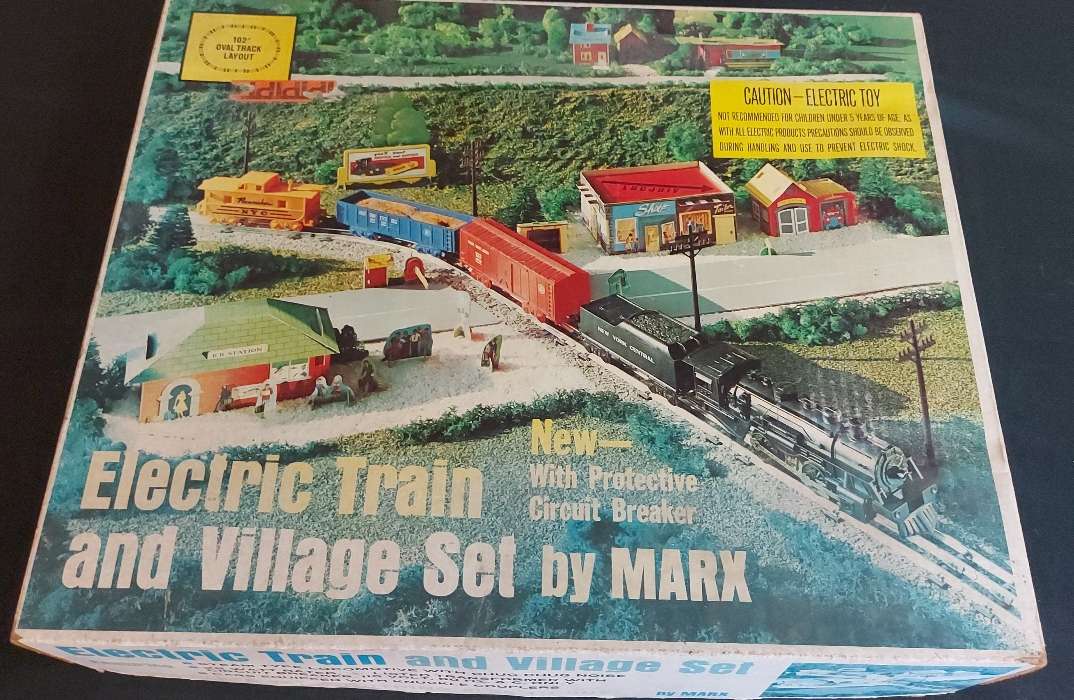 102"
OVAL TRACK
LAYOUT
CAUTION — ELECTRIC TOY
NOT RECOMMENDED FOR CHILDREN UNDER 5 YEARS OF AGE. AS
WITH ALL ELECTRIC PRODUCTS PRECAUTIONS SHOULD BE OBSERVED
DURING HANDLING AND USE TO PREVENT ELECTRIC SHOCK.
NYC
NEW YORK CENTRAL
R.R. STATION
New—
With Protective
Circuit Breaker
Electric Train
and Village Set by MARX
Electric Train and Village Set
by MARX